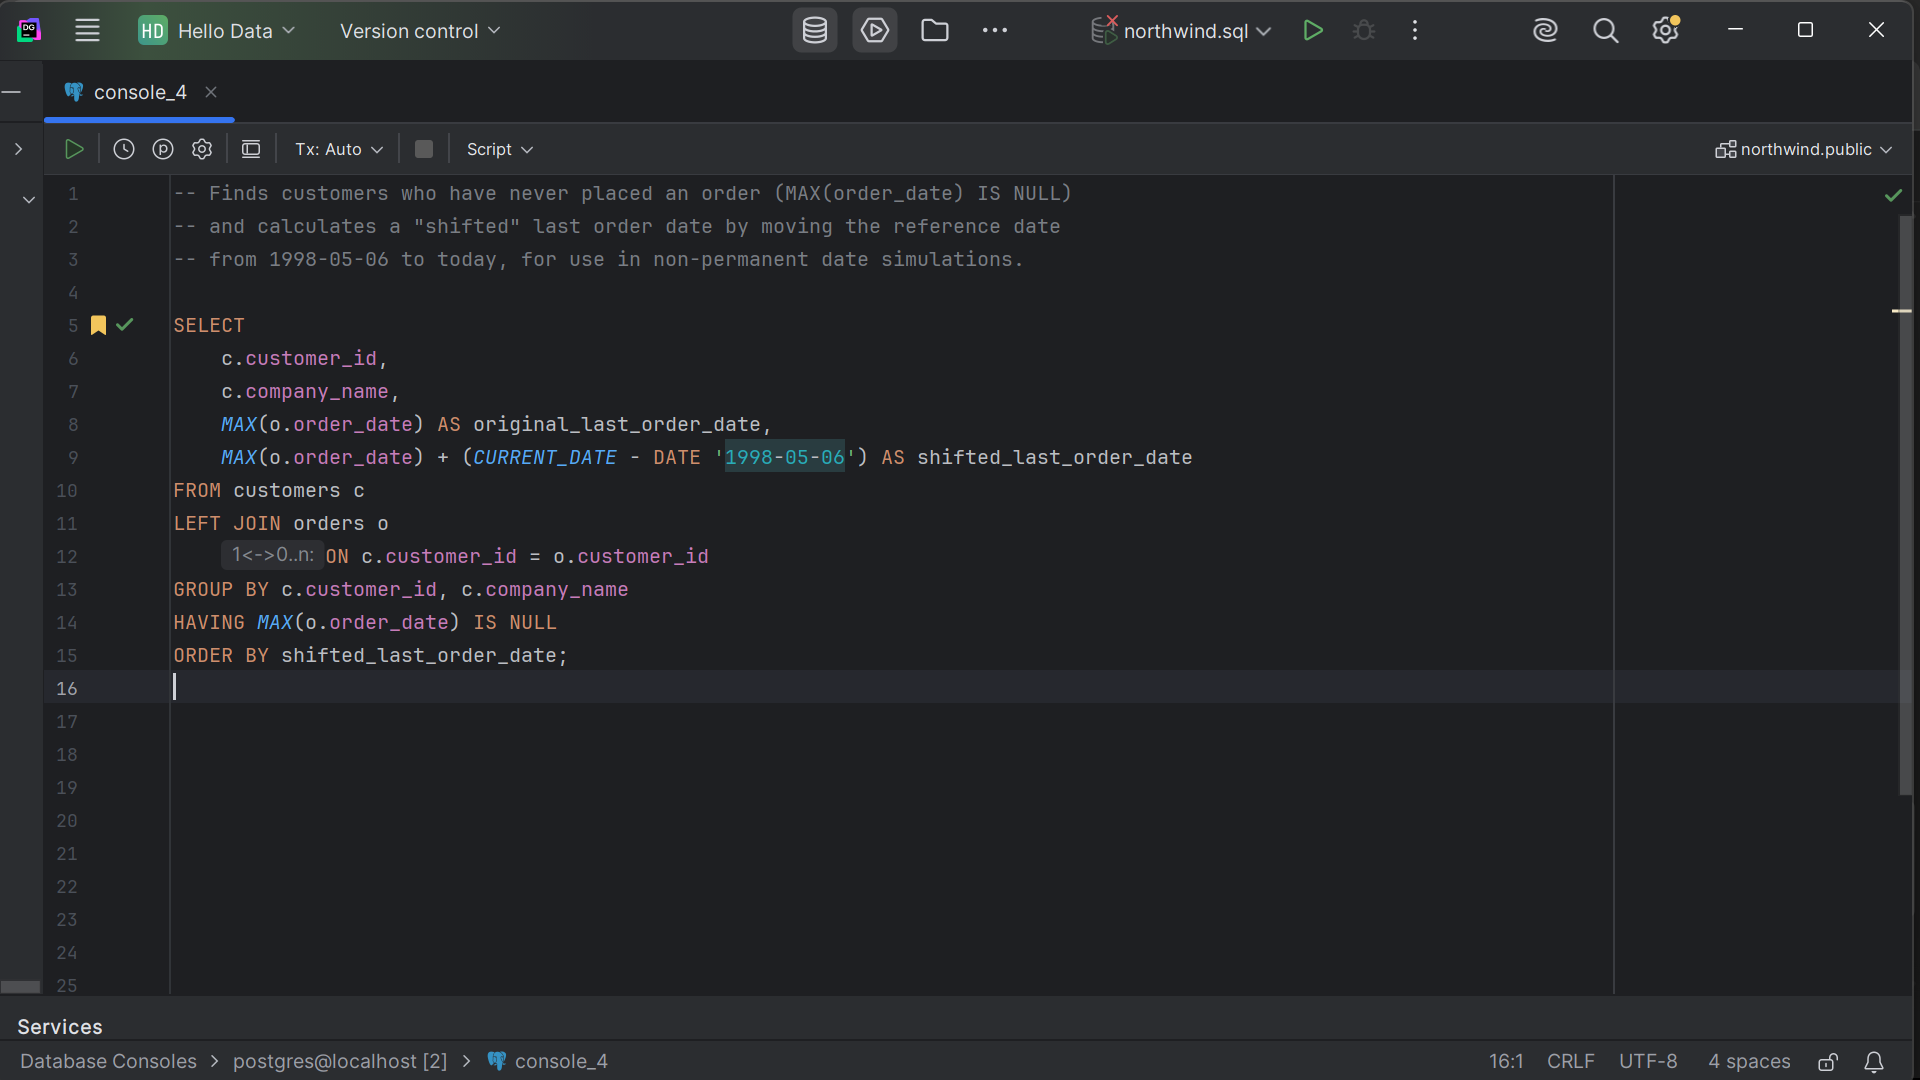 DG
HD Hello Data Version control northwind.sql
console_4
P Tx: Auto Script northwind.public
1 -- Finds customers who have never placed an order (MAX(order_date) IS NULL)
2 -- and calculates a "shifted" last order date by moving the reference date
3 -- from 1998-05-06 to today, for use in non-permanent date simulations.
4
5 SELECT
6 c.customer_id,
7 c.company_name,
8 MAX(o.order_date) AS original_last_order_date,
9 MAX(o.order_date) + (CURRENT_DATE - DATE '1998-05-06') AS shifted_last_order_date
10 FROM customers c
11 LEFT JOIN orders o
12 1<->0..n: ON c.customer_id = o.customer_id
13 GROUP BY c.customer_id, c.company_name
14 HAVING MAX(o.order_date) IS NULL
15 ORDER BY shifted_last_order_date;
16
17
18
19
20
21
22
23
24
25
Services
Database Consoles > postgres@localhost [2] > console_4 16:1 CRLF UTF-8 4 spaces